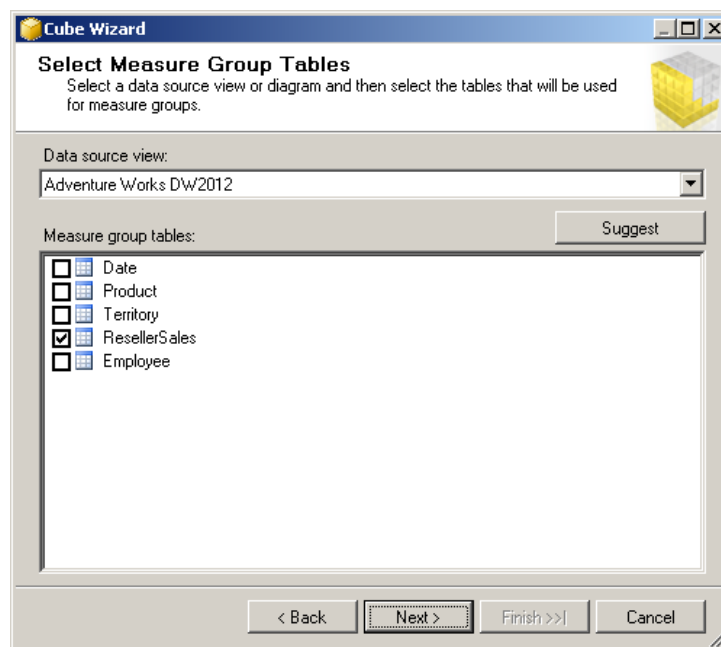 Cube Wizard
Select Measure Group Tables
Select a data source view or diagram and then select the tables that will be used
for measure groups.
Data source view:
Adventure Works DW2012
Suggest
Measure group tables:
Date
Product
Territory
ResellerSales
Employee
< Back
Next >
Finish >>|
Cancel